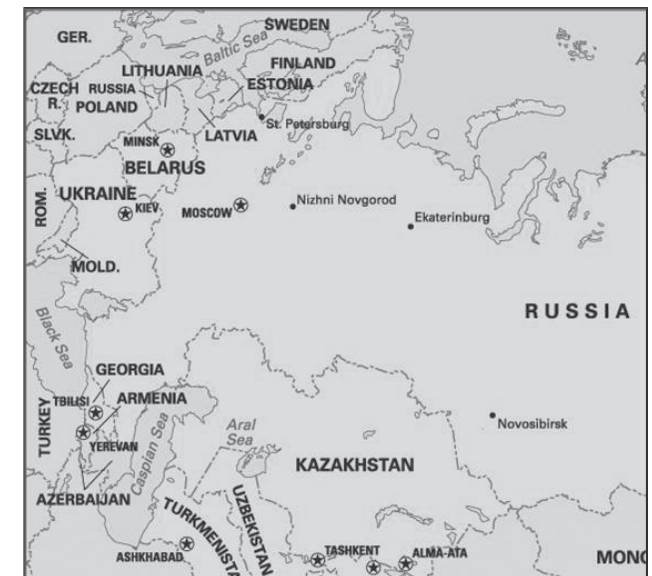 SWEDEN
GER.
Baltic Sea
FINLAND
LITHUANIA
ESTONIA
CZECH
R.
RUSSIA
POLAND
St. Petersburg
SLVK.
LATVIA
MINSK
BELARUS
UKRAINE
ROM.
KIEV
MOSCOW
Nizhni Novgorod
Ekaterinburg
MOLD.
Black Sea
RUSSIA
GEORGIA
TBILISI
ARMENIA
TURKEY
YEREVAN
Caspian Sea
Aral
Sea
Novosibirsk
KAZAKHSTAN
AZERBAIJAN
TURKMENISTA
UZBEKISTAN
ASHKHABAD
TASHKENT
ALMA-ATA
MONG